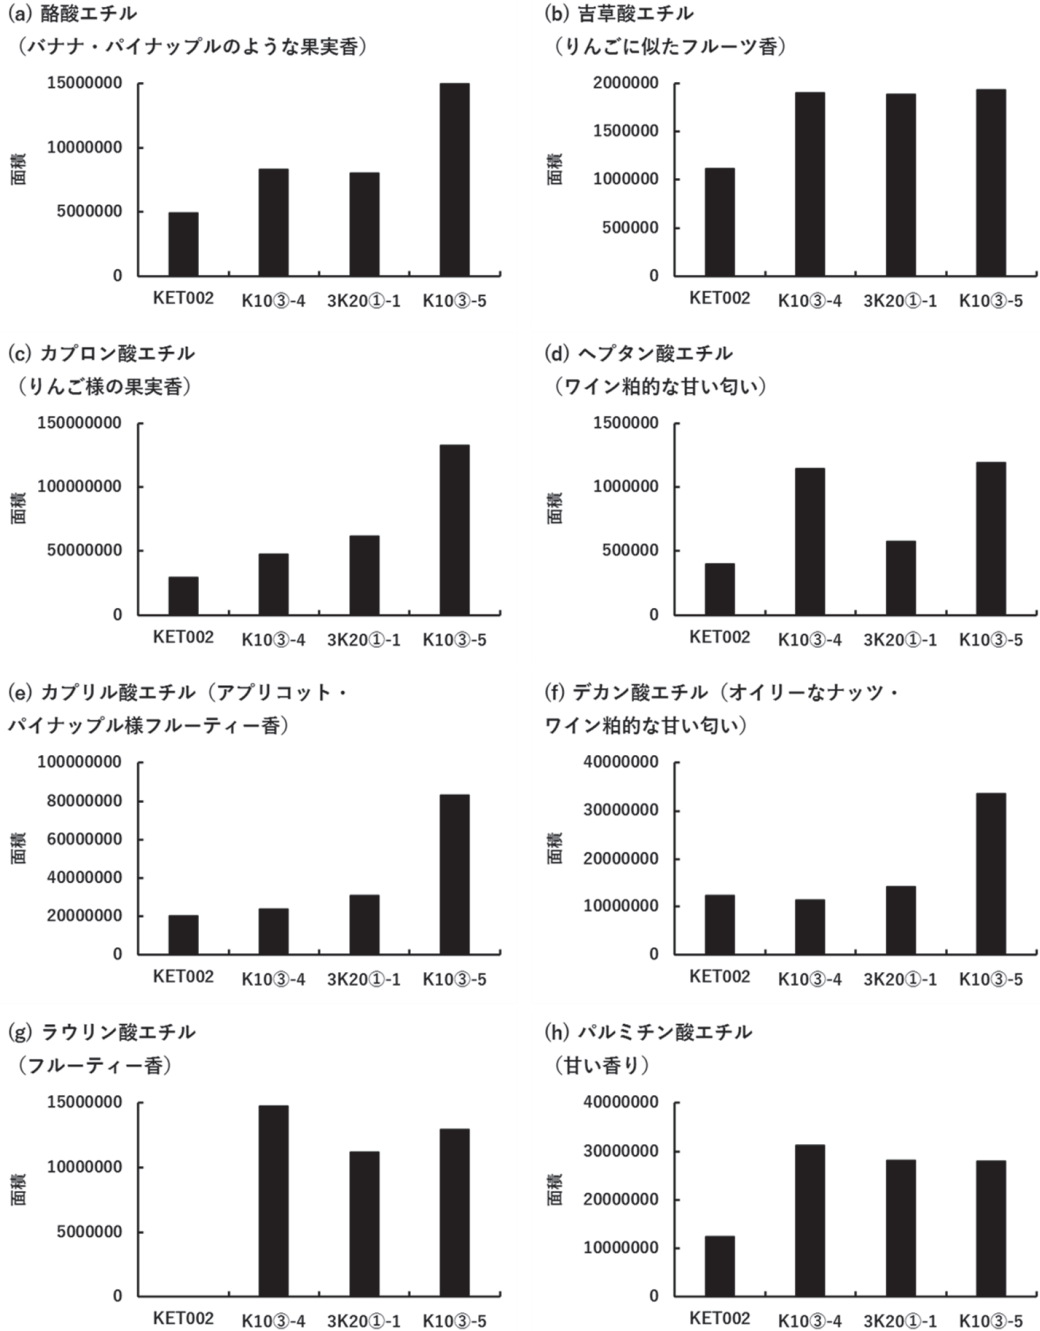 (a) 酪酸エチル
（バナナ・パイナップルのような果実香）
15000000
10000000
5000000
0
面積
KET002 K10③-4 3K20①-1 K10③-5
(b) 吉草酸エチル
（りんごに似たフルーツ香）
2000000
1500000
1000000
500000
0
面積
KET002 K10③-4 3K20①-1 K10③-5
(c) カプロン酸エチル
（りんご様の果実香）
150000000
100000000
50000000
0
面積
KET002 K10③-4 3K20①-1 K10③-5
(d) ヘプタン酸エチル
（ワイン粕的な甘い匂い）
1500000
1000000
500000
0
面積
KET002 K10③-4 3K20①-1 K10③-5
(e) カプリル酸エチル（アプリコット・
パイナップル様フルーティー香）
100000000
80000000
60000000
40000000
20000000
0
面積
KET002 K10③-4 3K20①-1 K10③-5
(f) デカン酸エチル（オイリーなナッツ・
ワイン粕的な甘い匂い）
40000000
30000000
20000000
10000000
0
面積
KET002 K10③-4 3K20①-1 K10③-5
(g) ラウリン酸エチル
（フルーティー香）
15000000
10000000
5000000
0
面積
KET002 K10③-4 3K20①-1 K10③-5
(h) パルミチン酸エチル
（甘い香り）
40000000
30000000
20000000
10000000
0
面積
KET002 K10③-4 3K20①-1 K10③-5